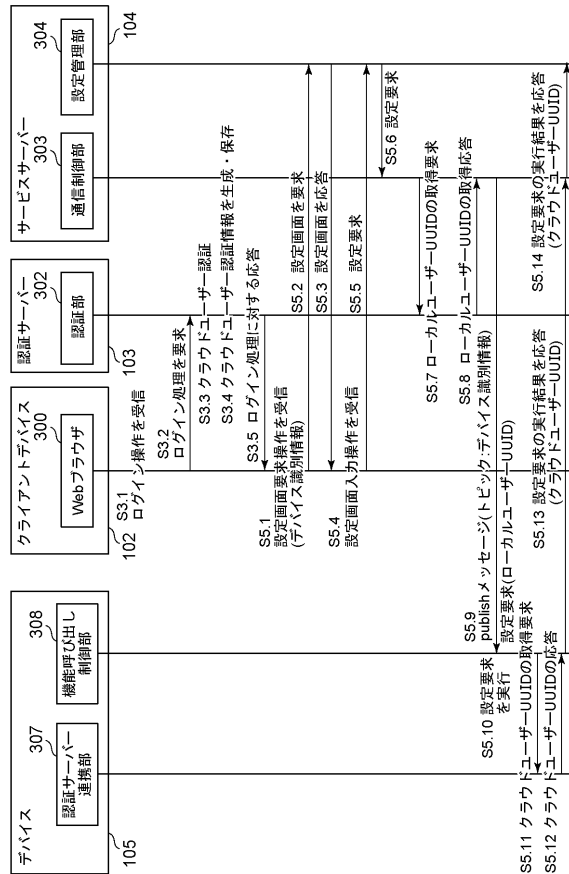 デバイス
105
307
認証サーバー
連携部
308
機能呼び出し
制御部
クライアントデバイス
102
300
Webブラウザ
認証サーバー
103
302
認証部
サービスサーバー
104
303
通信制御部
304
設定管理部
S3.1
ログイン操作を受信
S3.2
ログイン処理を要求
S3.3 クラウドユーザー認証
S3.4 クラウドユーザー認証情報を生成・保存
S3.5 ログイン処理に対する応答
S5.1
設定画面要求操作を受信
(デバイス識別情報)
S5.2 設定画面を要求
S5.3 設定画面を応答
S5.4
設定画面入力操作を受信
S5.5 設定要求
S5.6 設定要求
S5.7 ローカルユーザーUUIDの取得要求
S5.8 ローカルユーザーUUIDの取得応答
S5.9
publishメッセージ(トピック:デバイス識別情報)
設定要求(ローカルユーザーUUID)
S5.10 設定要求
を実行
S5.11 クラウドユーザーUUIDの取得要求
S5.12 クラウドユーザーUUIDの応答
S5.13 設定要求の実行結果を応答
(クラウドユーザーUUID)
S5.14 設定要求の実行結果を応答
(クラウドユーザーUUID)